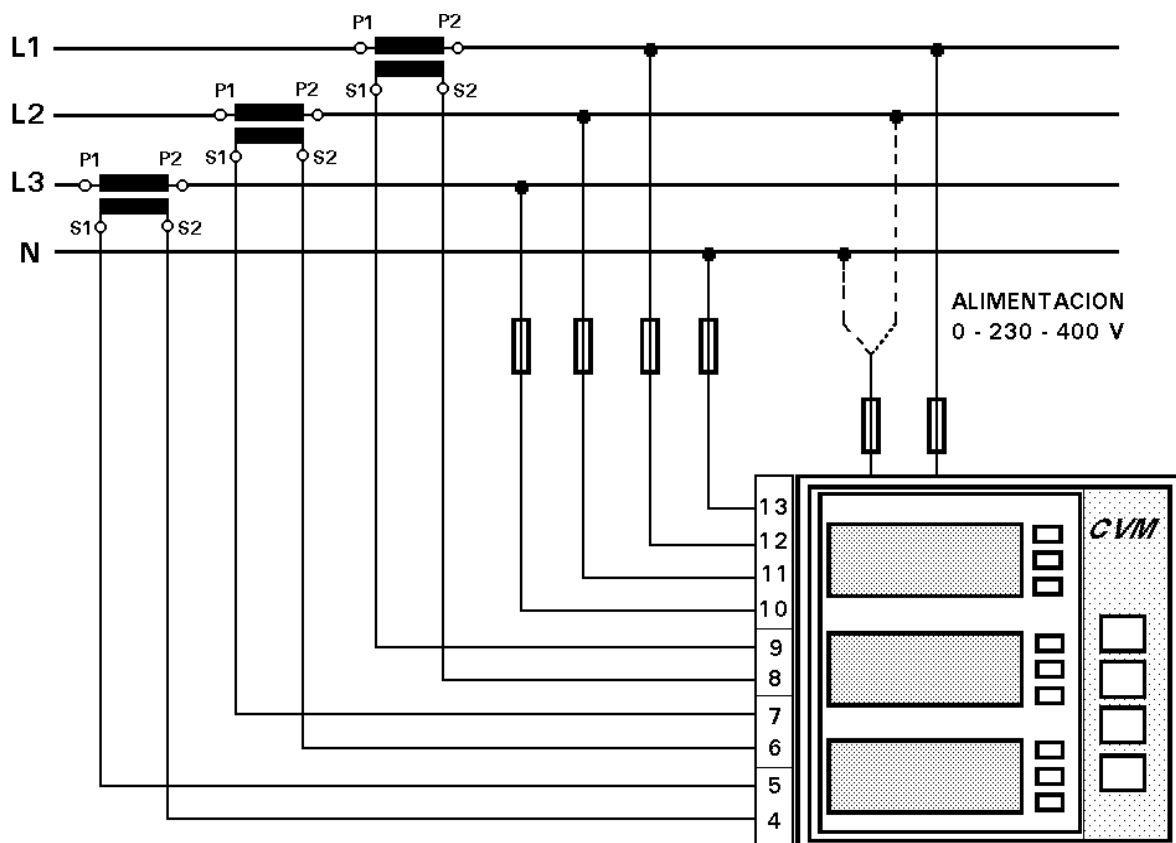 P1 P2
L1
S1 S2
P1 P2
L2
S1 S2
P1 P2
L3
S1 S2
N
ALIMENTACION
0 - 230 - 400 V
13
CVM
12
11
10
9
8
7
6
5
4